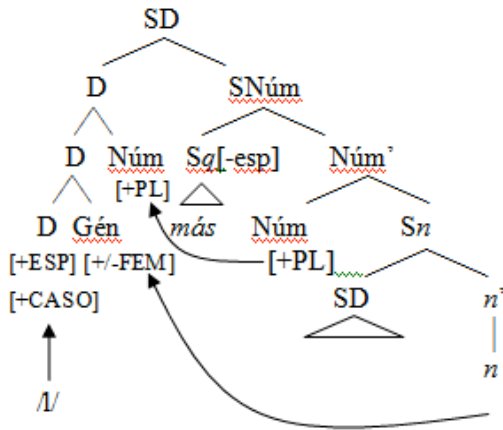 SD
D SNúm
D Núm Sq[-esp] Núm’
[+PL]
D Gén más Núm Sn
[+ESP] [+/-FEM] [+PL]
[+CASO] SD n’
n
/l/